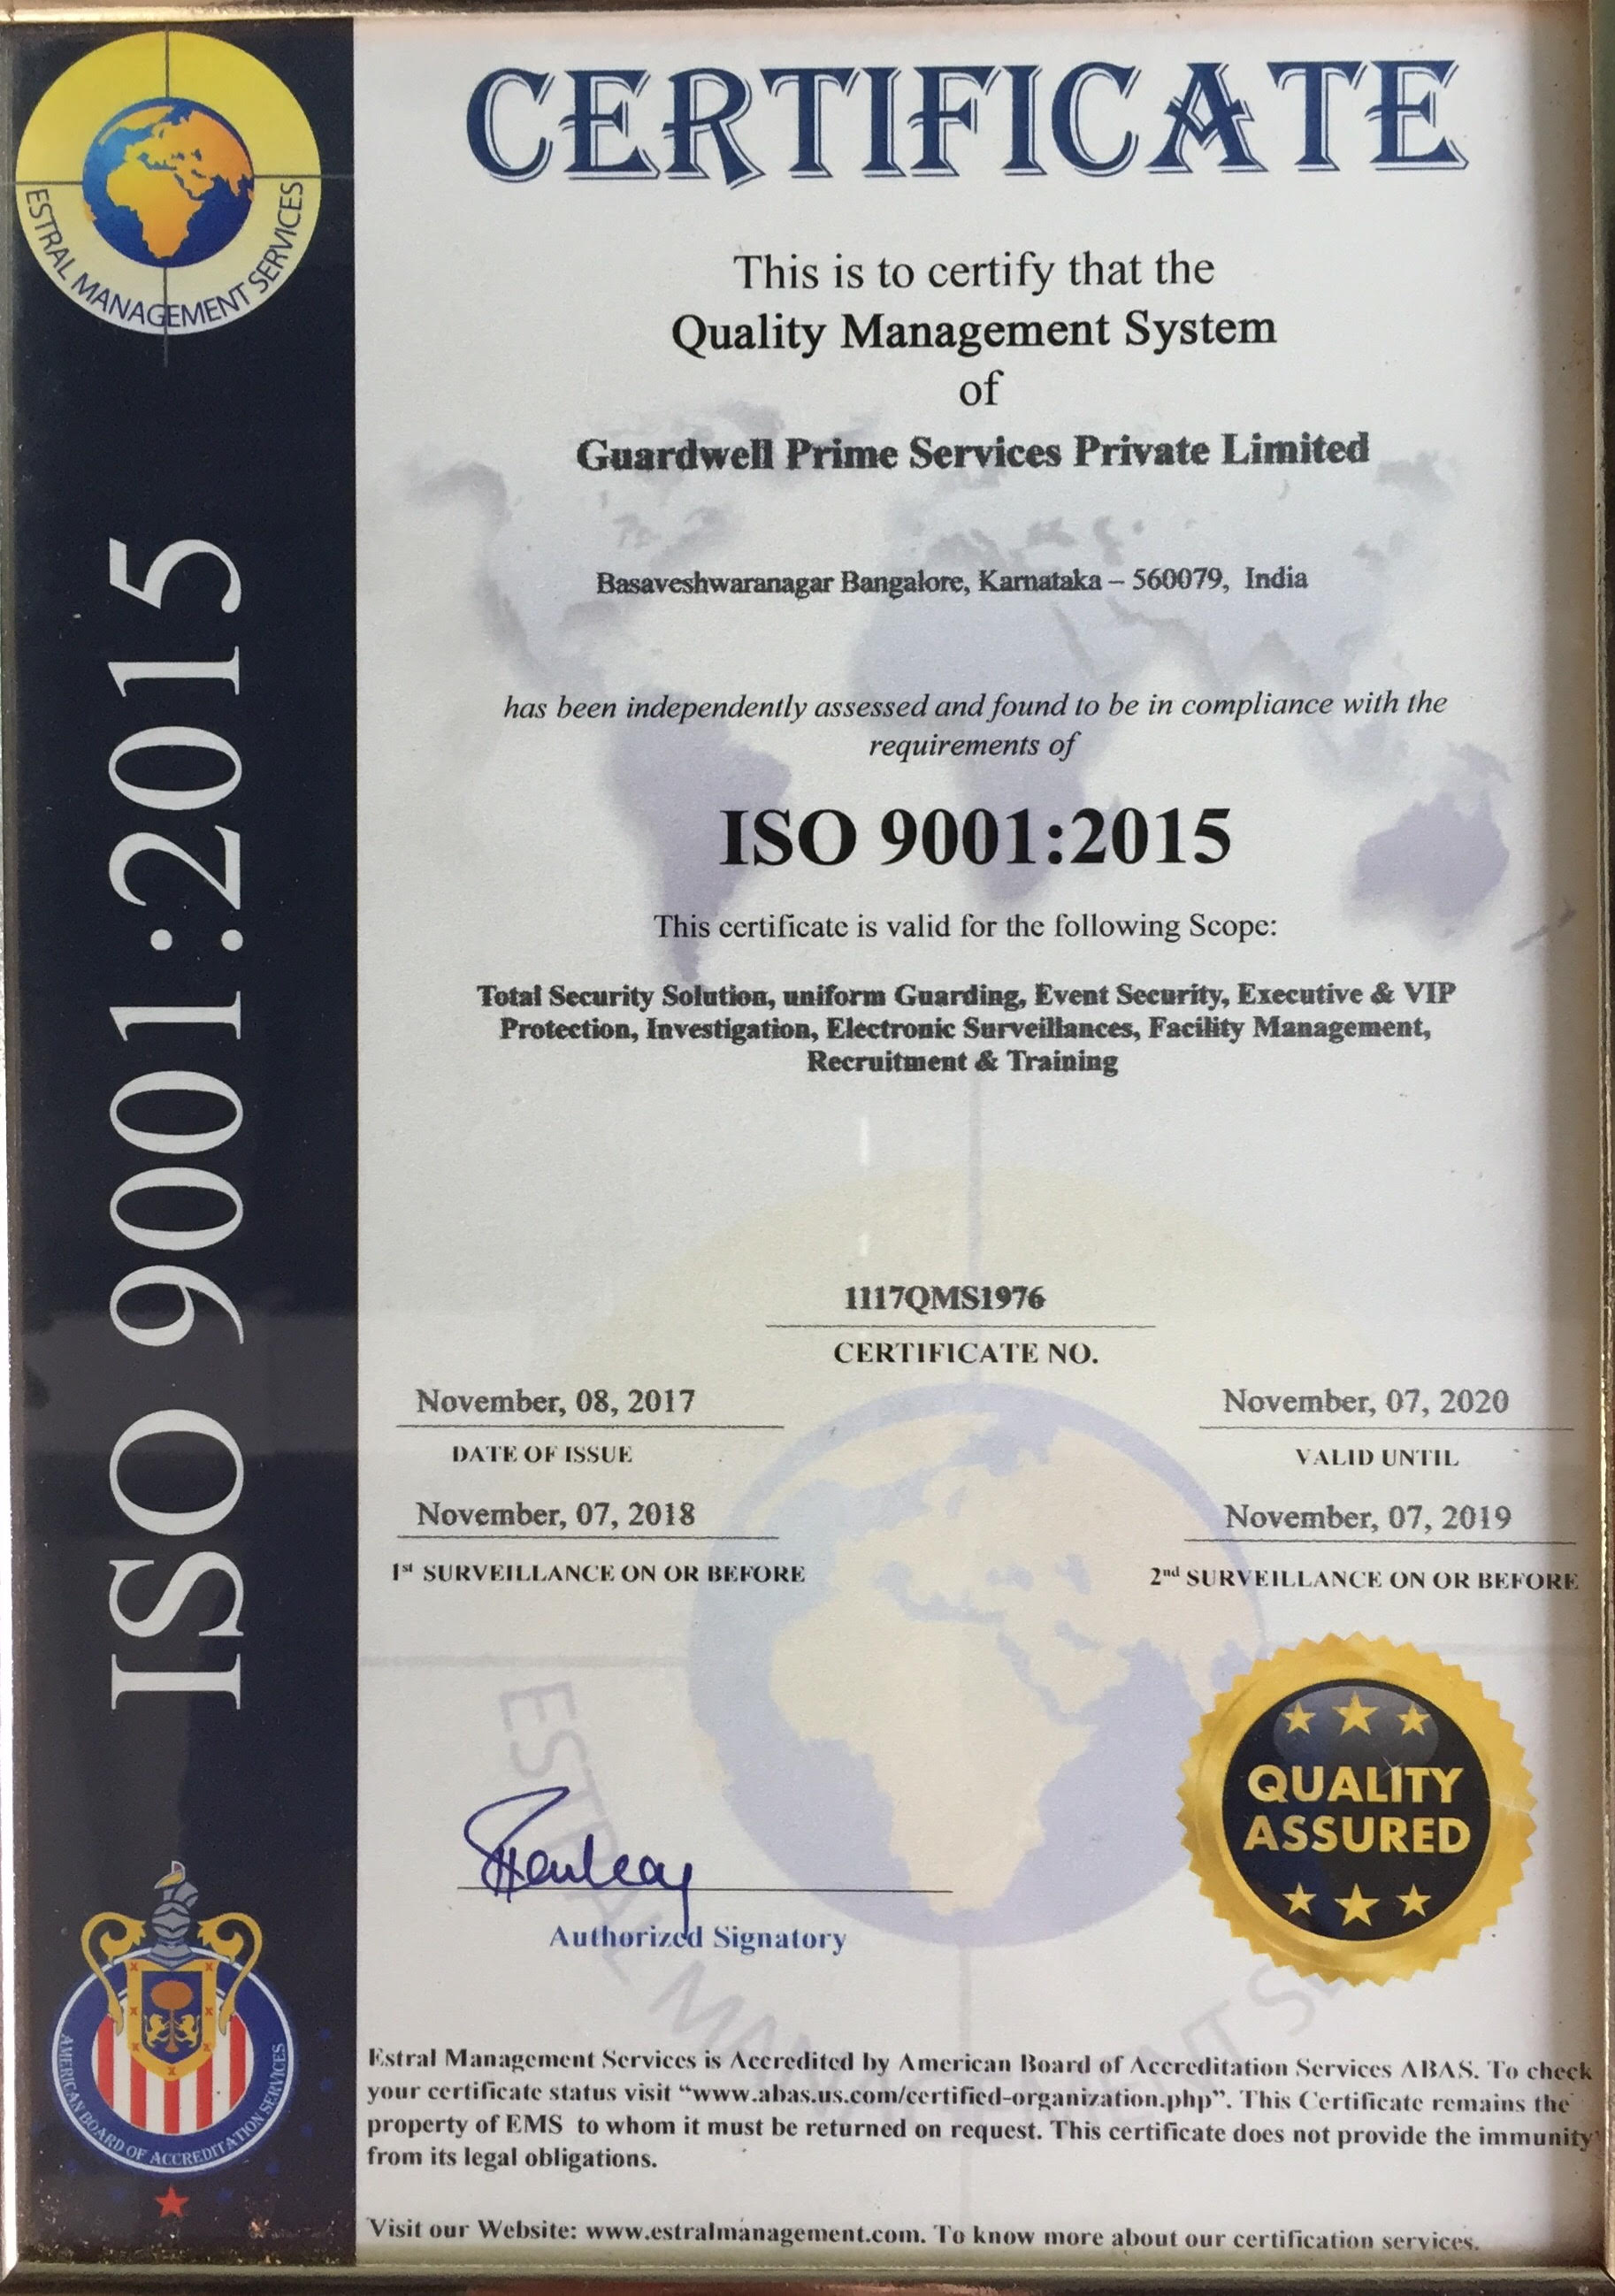 ESTRAL MANAGEMENT SERVICES
ISO 9001:2015
CERTIFICATE
This is to certify that the
Quality Management System
of
Guardwell Prime Services Private Limited
Basaveshwaranagar Bangalore, Karnataka – 560079, India
has been independently assessed and found to be in compliance with the
requirements of
ISO 9001:2015
This certificate is valid for the following Scope:
Total Security Solution, uniform Guarding, Event Security, Executive & VIP
Protection, Investigation, Electronic Surveillances, Facility Management,
Recruitment & Training
1117QMS1976
CERTIFICATE NO.
November, 08, 2017
DATE OF ISSUE
November, 07, 2020
VALID UNTIL
November, 07, 2018
1st SURVEILLANCE ON OR BEFORE
November, 07, 2019
2nd SURVEILLANCE ON OR BEFORE
QUALITY
ASSURED
Authorized Signatory
ESTRAL MANAGEMENT SE
AMERICAN BOARD OF ACCREDITATION SERVICES
Estral Management Services is Accredited by American Board of Accreditation Services ABAS. To check
your certificate status visit “www.abas.us.com/certified-organization.php”. This Certificate remains the
property of EMS to whom it must be returned on request. This certificate does not provide the immunity
from its legal obligations.
Visit our Website: www.estralmanagement.com. To know more about our certification services.